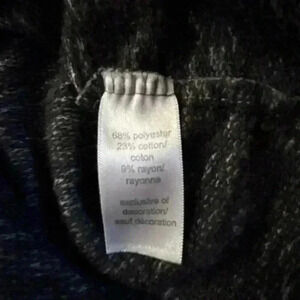 68% polyester
23% cotton/
coton
9% rayon/
rayonne
exclusive of
decoration/
sauf décoration